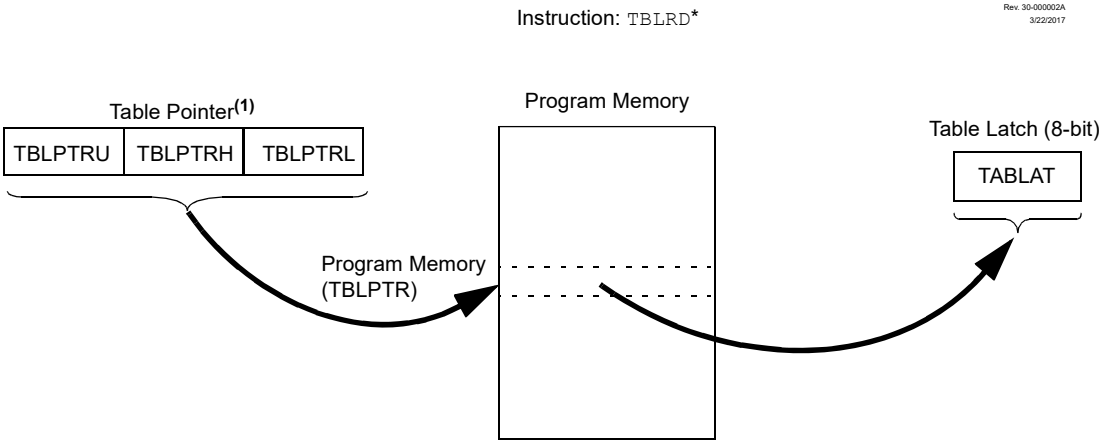 Instruction: TBLRD*
Rev. 30-000002A
3/22/2017
Table Pointer(1)
Program Memory
Table Latch (8-bit)
TBLPTRU TBLPTRH TBLPTRL
TABLAT
Program Memory
(TBLPTR)